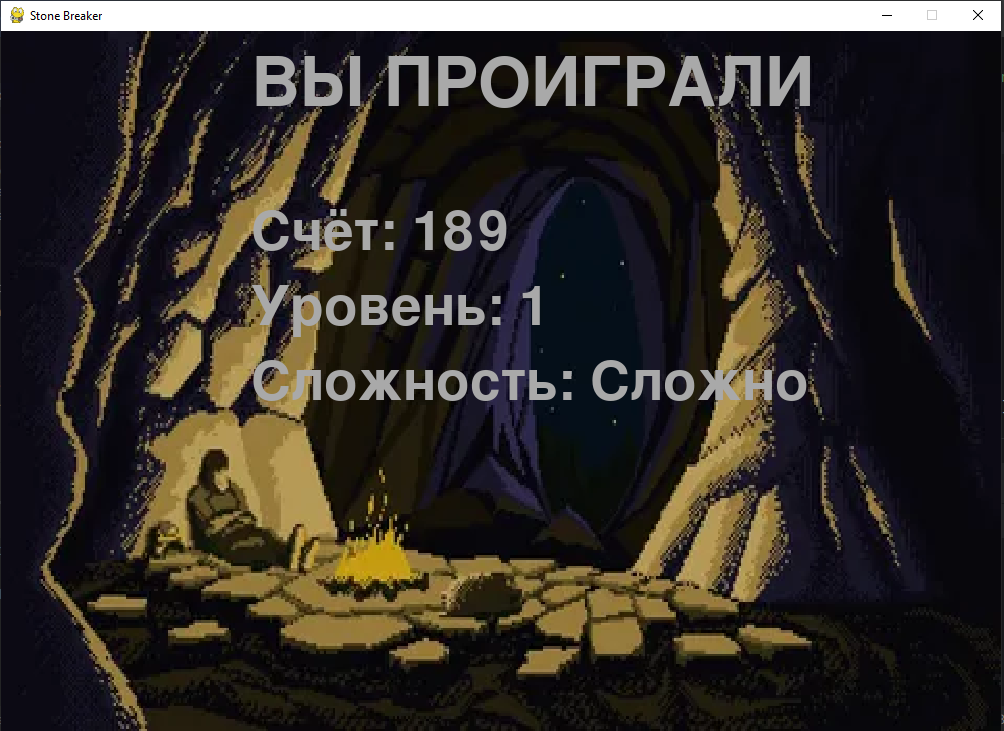 Stone Breaker
ВЫ ПРОИГРАЛИ
Счёт: 189
Уровень: 1
Сложность: Сложно